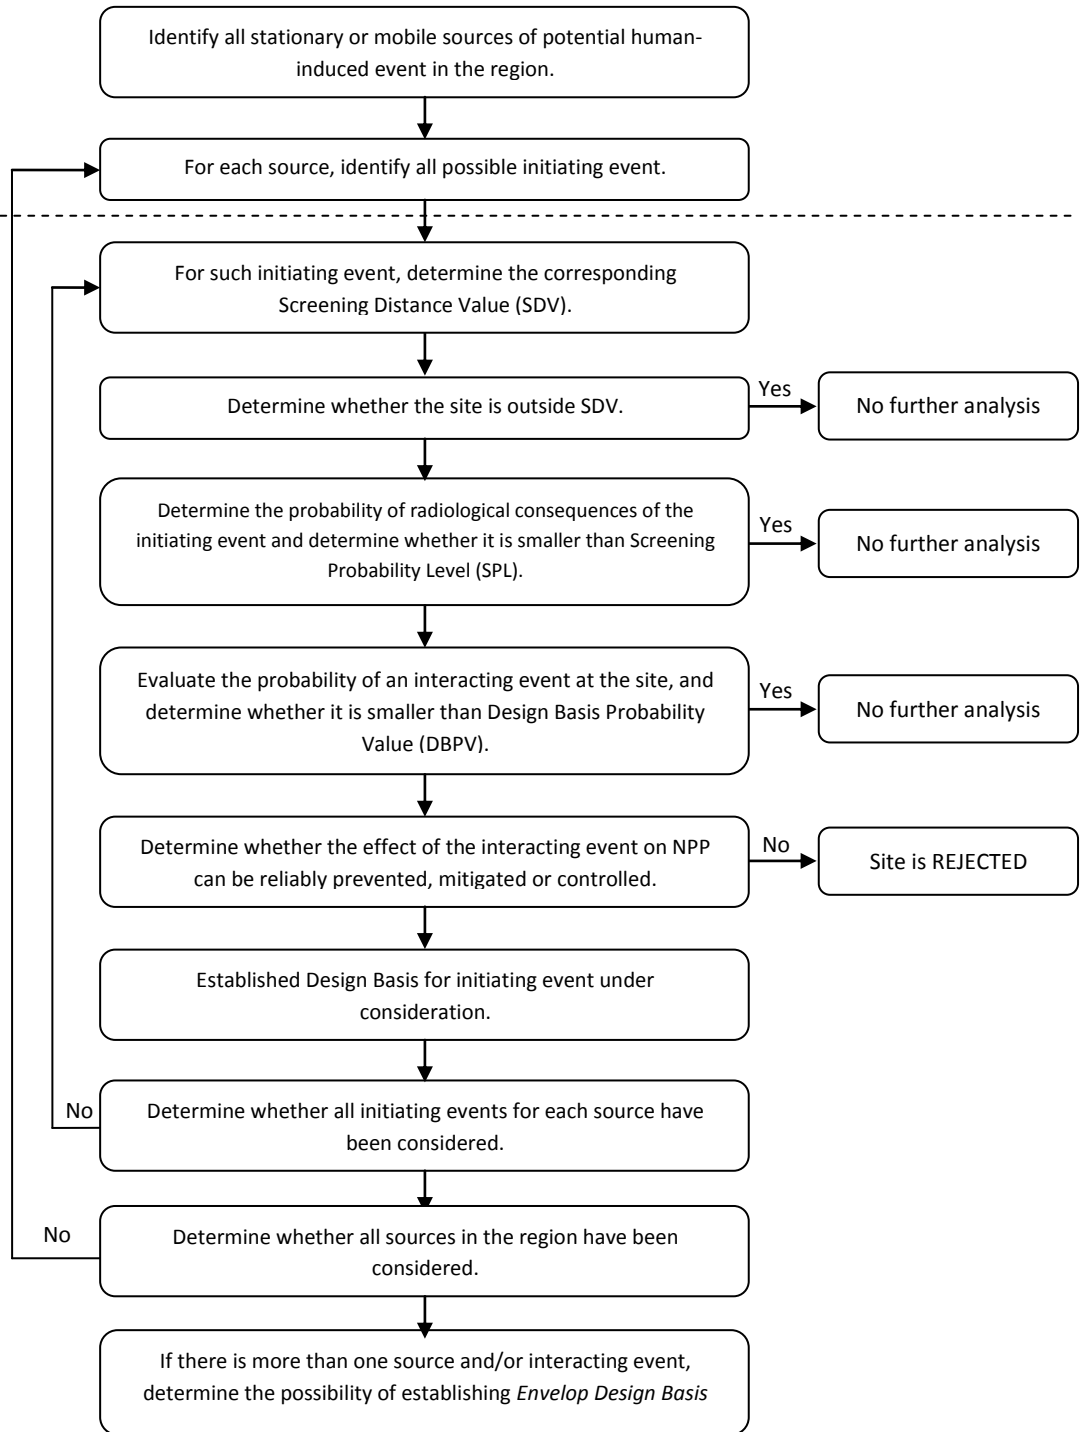 Identify all stationary or mobile sources of potential human-
induced event in the region.
For each source, identify all possible initiating event.
For such initiating event, determine the corresponding
Screening Distance Value (SDV).
Determine whether the site is outside SDV.
Yes
No further analysis
Determine the probability of radiological consequences of the
initiating event and determine whether it is smaller than Screening
Probability Level (SPL).
Yes
No further analysis
Evaluate the probability of an interacting event at the site, and
determine whether it is smaller than Design Basis Probability
Value (DBPV).
Yes
No further analysis
Determine whether the effect of the interacting event on NPP
can be reliably prevented, mitigated or controlled.
No
Site is REJECTED
Established Design Basis for initiating event under
consideration.
No
Determine whether all initiating events for each source have
been considered.
No
Determine whether all sources in the region have been
considered.
If there is more than one source and/or interacting event,
determine the possibility of establishing Envelop Design Basis